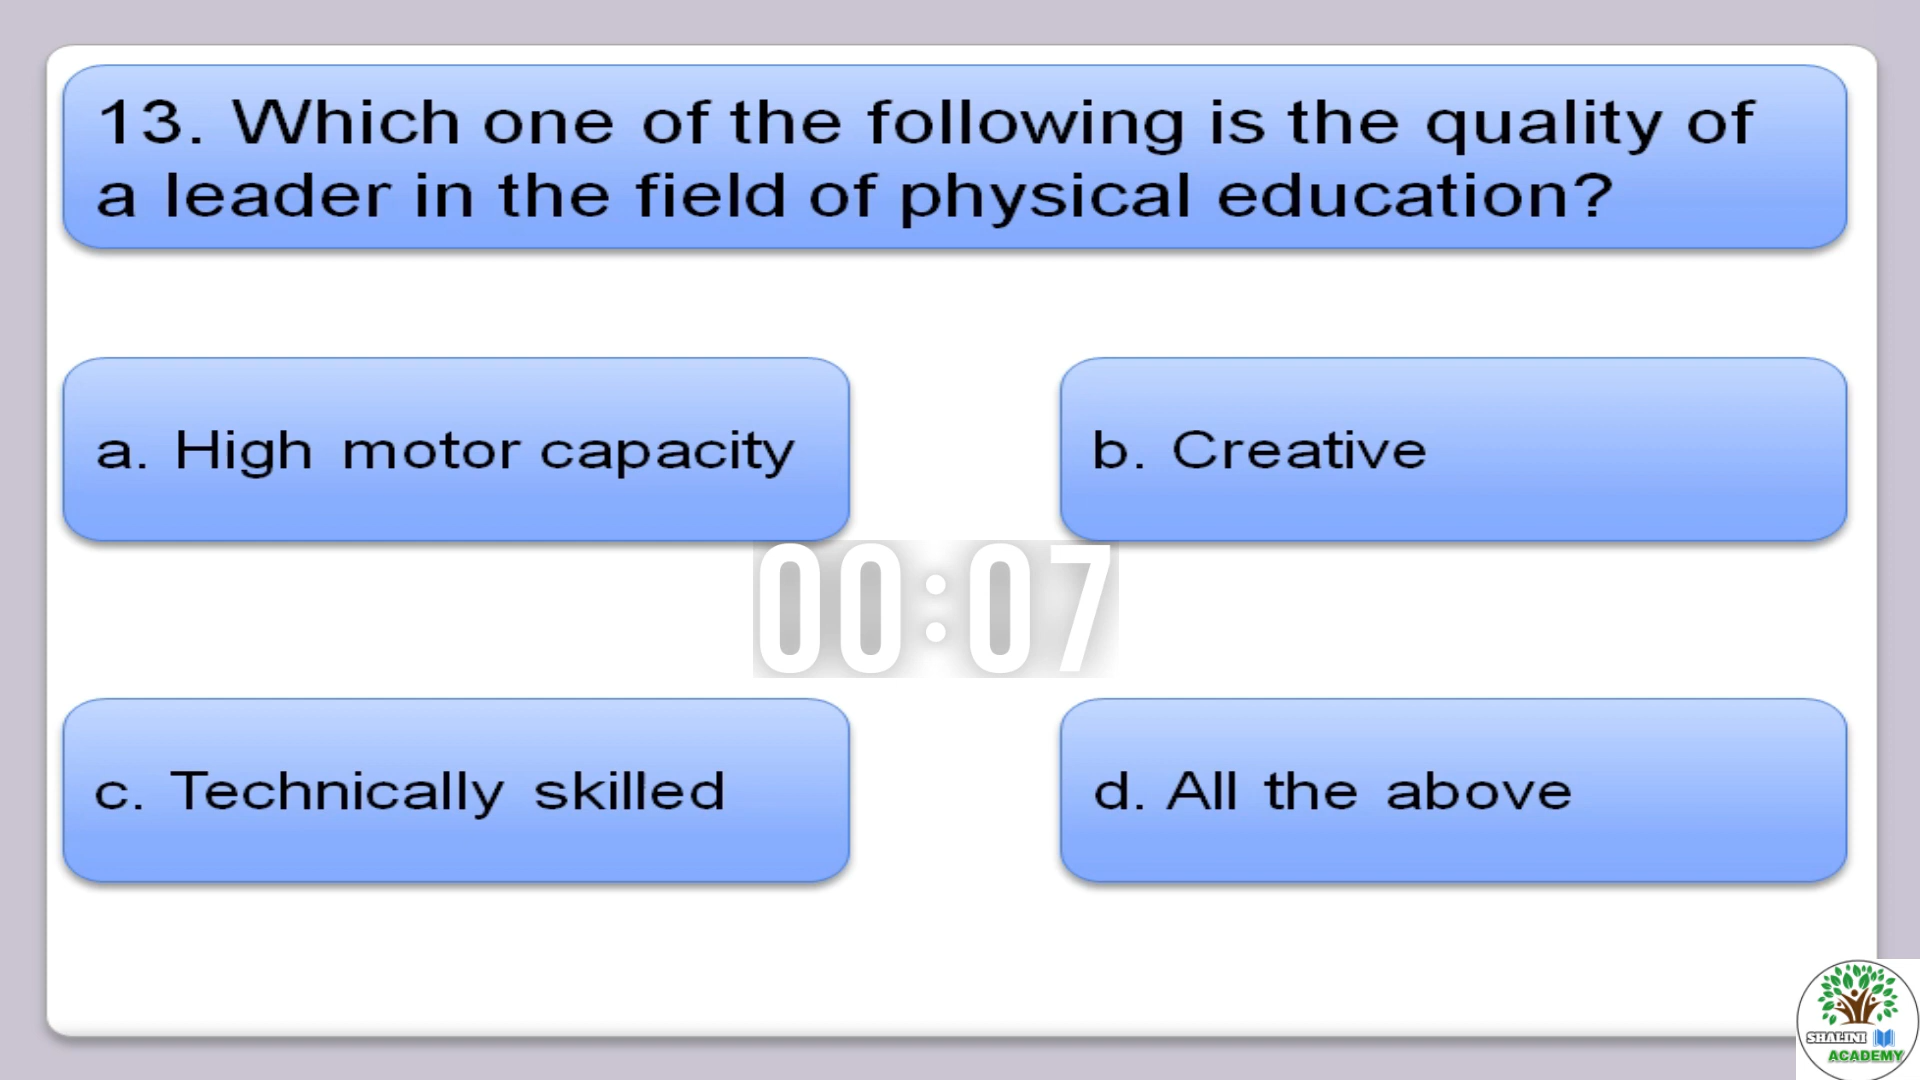 13. Which one of the following is the quality of
a leader in the field of physical education?
a. High motor capacity
b. Creative
00:07
c. Technically skilled
d. All the above
SHALINI
ACADEMY